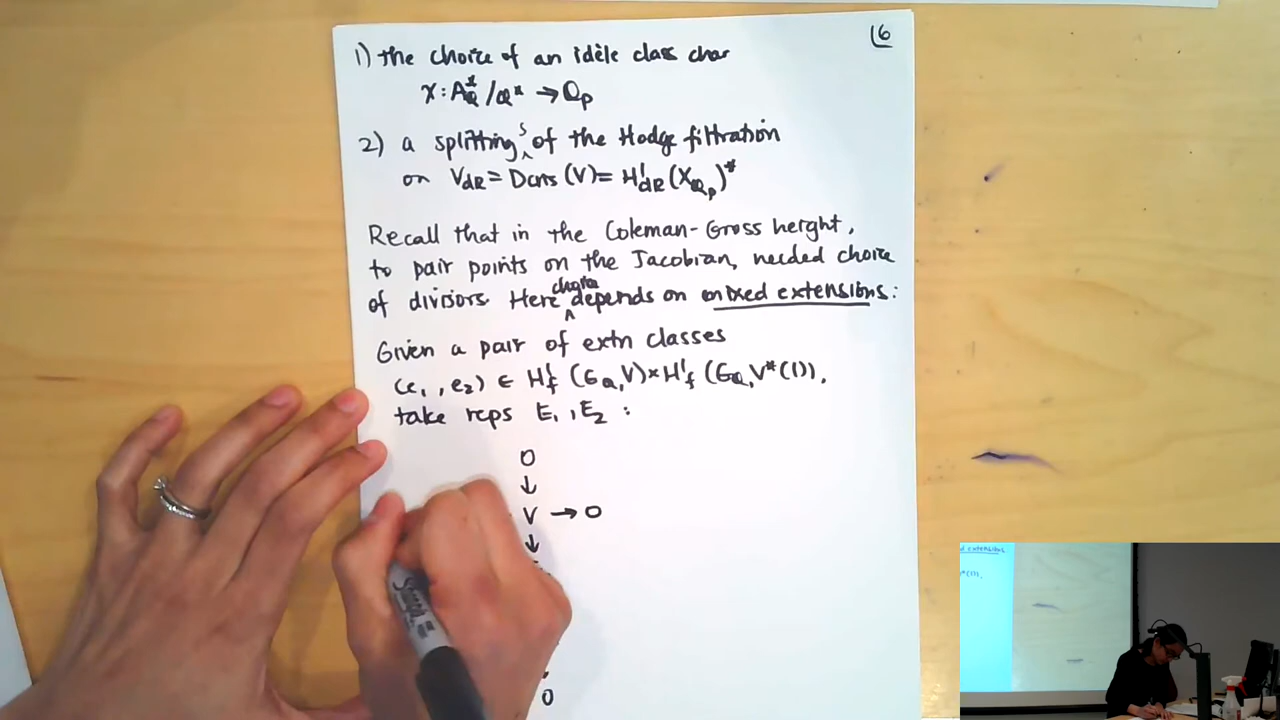 16
1) the choice of an idèle class char
χ : A_Q^* / Q^* → Q_p
2) a splitting s of the Hodge filtration
on V_dR = Dcris (V) = H^1_dR (X_Q_p)^*
Recall that in the Coleman-Gross height,
to pair points on the Jacobian, needed choice
of divisors. Here choice depends on mixed extensions:
Given a pair of extn classes
(e_1, e_2) ∈ H^1_f (G_Q, V) × H^1_f (G_Q, V*(1)),
take reps E_1, E_2 :
0
↓
V → 0
↓
0
Sharpie